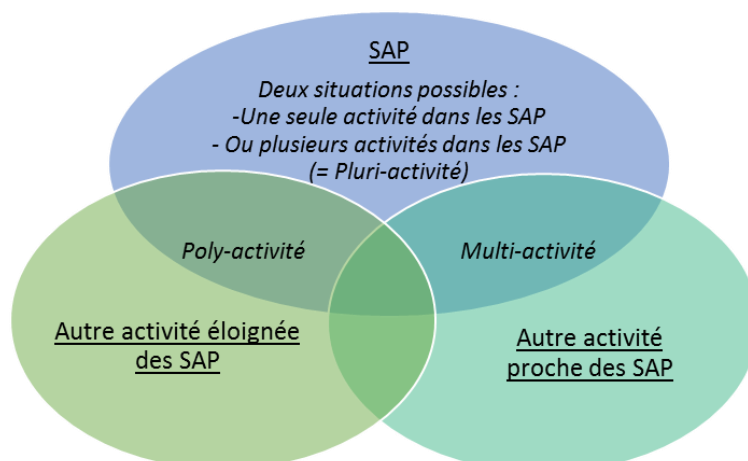 SAP
Deux situations possibles :
-Une seule activité dans les SAP
- Ou plusieurs activités dans les SAP
(= Pluri-activité)
Poly-activité
Multi-activité
Autre activité éloignée
des SAP
Autre activité
proche des SAP